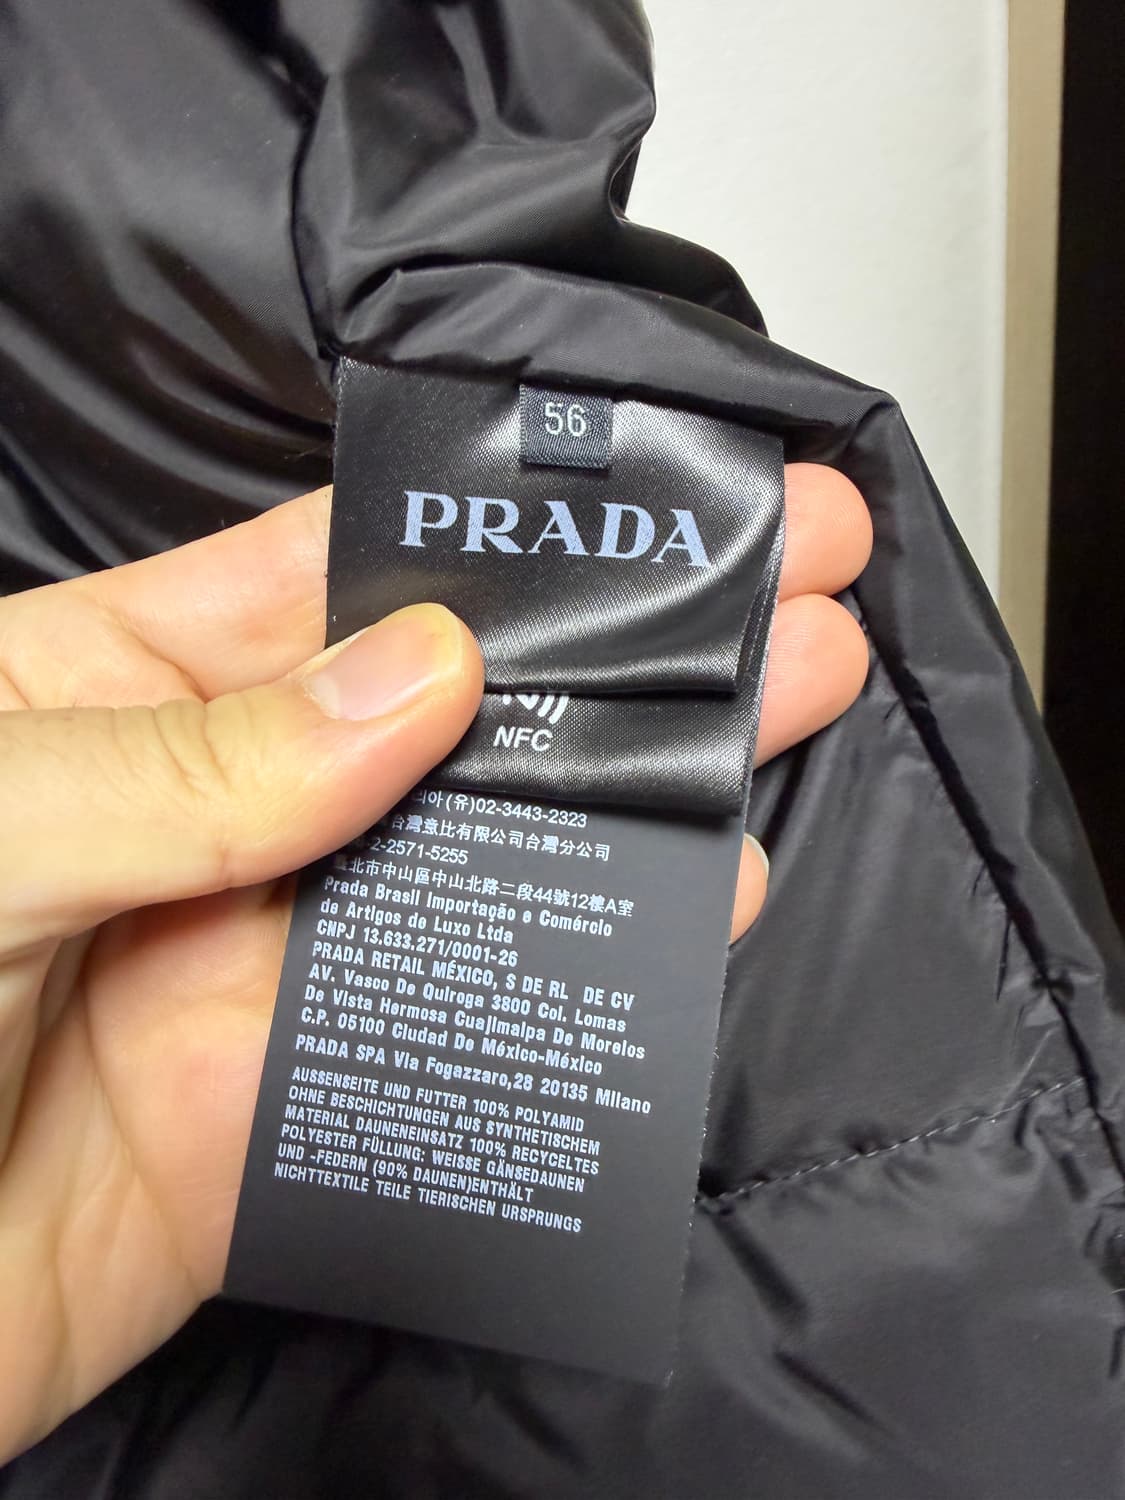 56
PRADA
NFC
아(유)02-3443-2323
台灣意比有限公司台灣分公司
2-2571-5255
北市中山區中山北路二段44號12樓A室
Prada Brasil Importação e Comércio
de Artigos de Luxo Ltda
CNPJ 13.633.271/0001-26
PRADA RETAIL MÉXICO, S DE RL DE CV
AV. Vasco De Quiroga 3800 Col. Lomas
De Vista Hermosa Cuajimalpa De Morelos
C.P. 05100 Ciudad De México-México
PRADA SPA Via Fogazzaro,28 20135 Milano
AUSSENSEITE UND FUTTER 100% POLYAMID
OHNE BESCHICHTUNGEN AUS SYNTHETISCHEM
MATERIAL DAUNENEINSATZ 100% RECYCELTES
POLYESTER FÜLLUNG: WEISSE GÄNSEDAUNEN
UND -FEDERN (90% DAUNEN)ENTHÄLT
NICHTTEXTILE TEILE TIERISCHEN URSPRUNGS